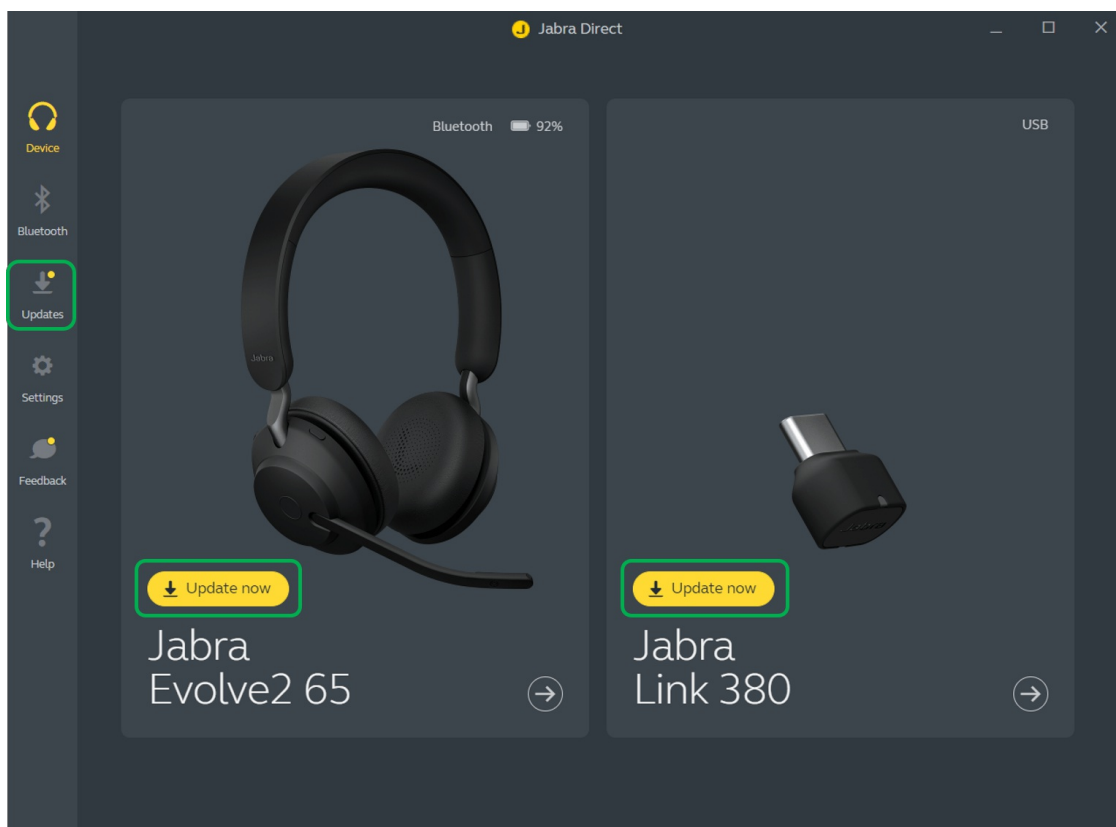 Jabra Direct
Device
Bluetooth
Updates
Settings
Feedback
Help
Bluetooth 92%
Jabra
Update now
Jabra
Evolve2 65
USB
Update now
Jabra
Link 380